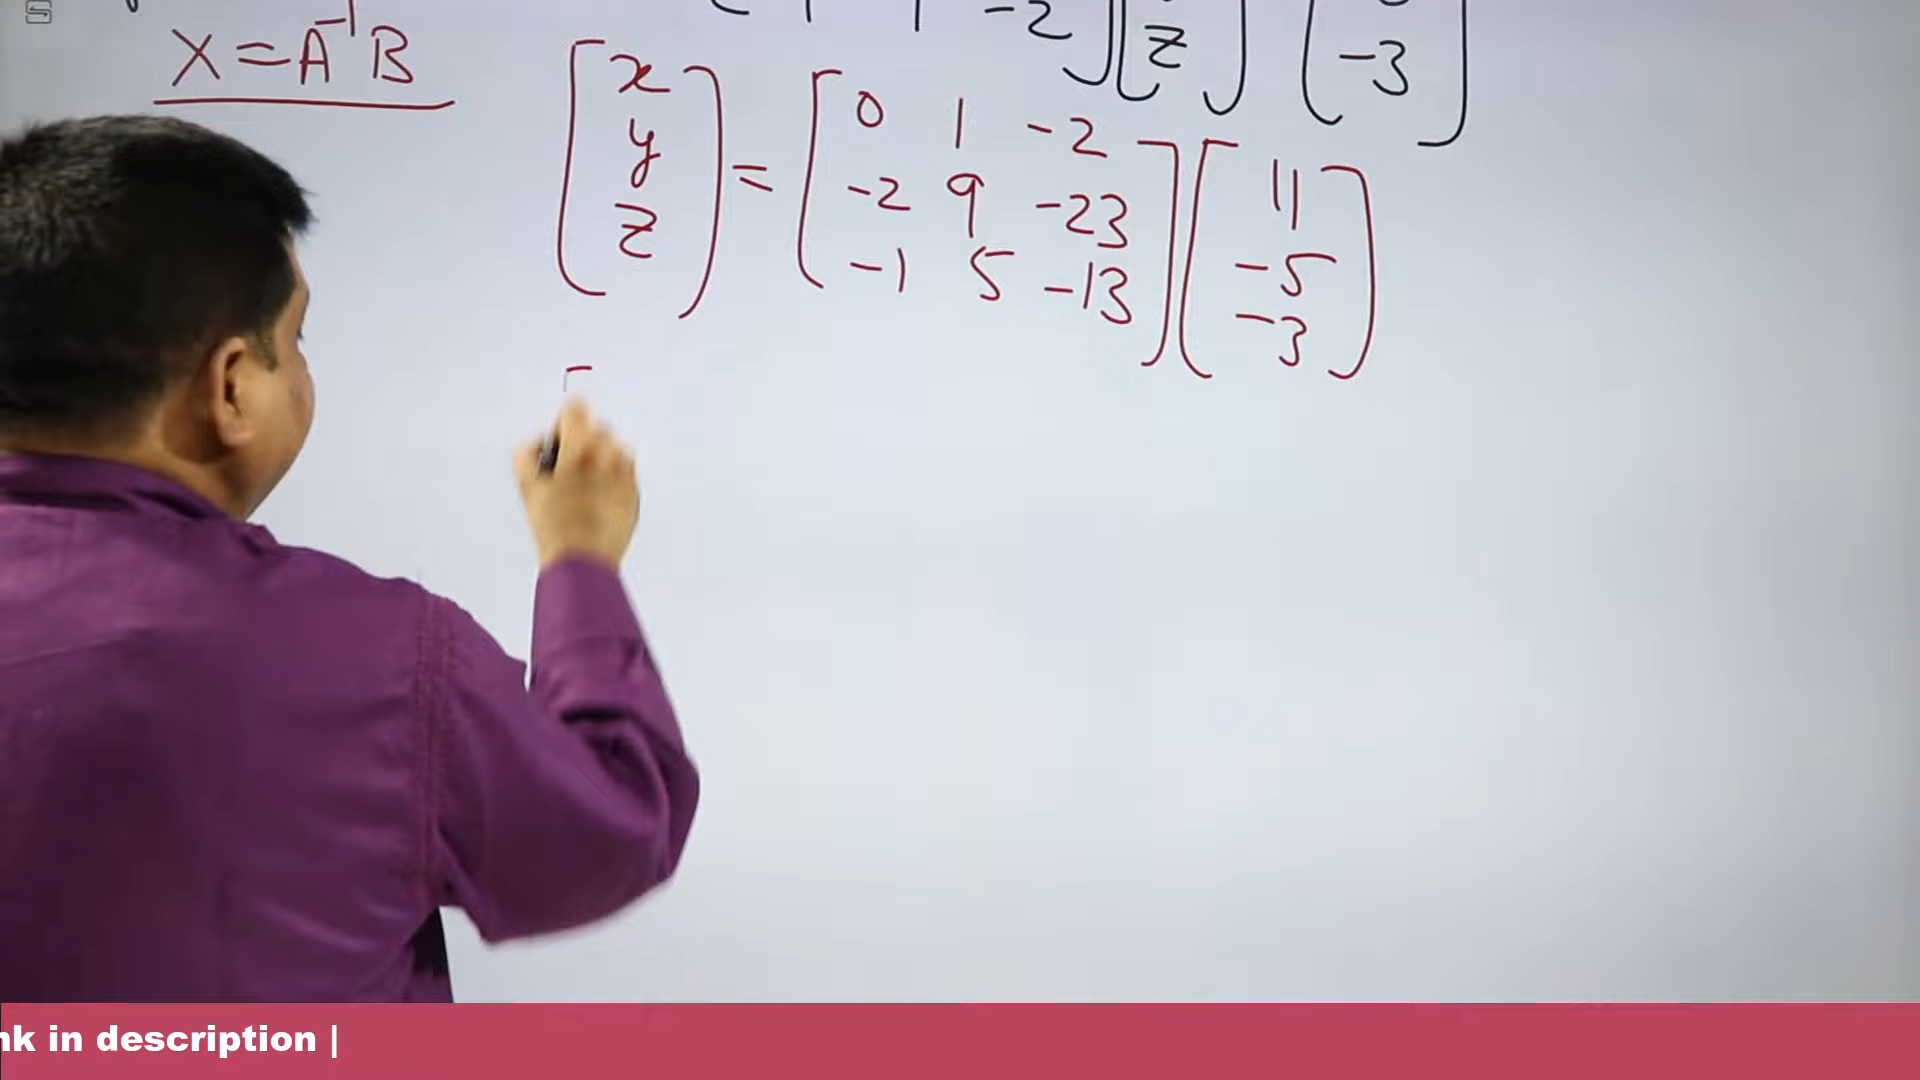 -2 z -3
X = A⁻¹B
[x y z] = [0 1 -2; -2 9 -23; -1 5 -13] [11 -5 -3]
nk in description |